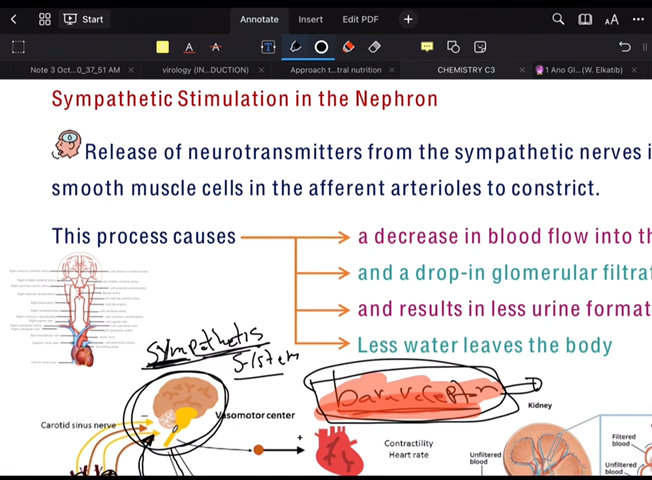 Start
Annotate
Insert
Edit PDF
Note 3 Oct...0_37_51 AM
virology (IN...DUCTION)
Approach t...tral nutrition
CHEMISTRY C3
1 Ano Gl...(W. Elkatib)
Sympathetic Stimulation in the Nephron
Release of neurotransmitters from the sympathetic nerves i
smooth muscle cells in the afferent arterioles to constrict.
This process causes
a decrease in blood flow into th
and a drop-in glomerular filtrat
and results in less urine format
Less water leaves the body
sympathetis
system
baroreceptor
Kidney
Carotid sinus nerve
Vasomotor center
Contractility
Heart rate
Unfiltered
blood
Filtered
blood